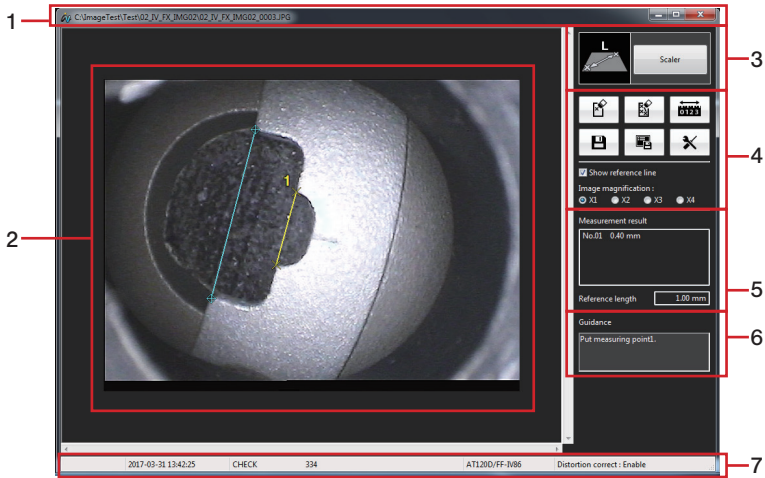 1
C:\ImageTest\Test\02_IV_FX_IMG02\02_IV_FX_IMG02_0003.JPG
L
Scaler
3
0123
4
Show reference line
Image magnification :
X1 X2 X3 X4
1
2
Measurement result
No.01 0.40 mm
5
Reference length 1.00 mm
Guidance
6
Put measuring point1.
2017-03-31 13:42:25 CHECK 334 AT120D/FF-IV86 Distortion correct : Enable
7